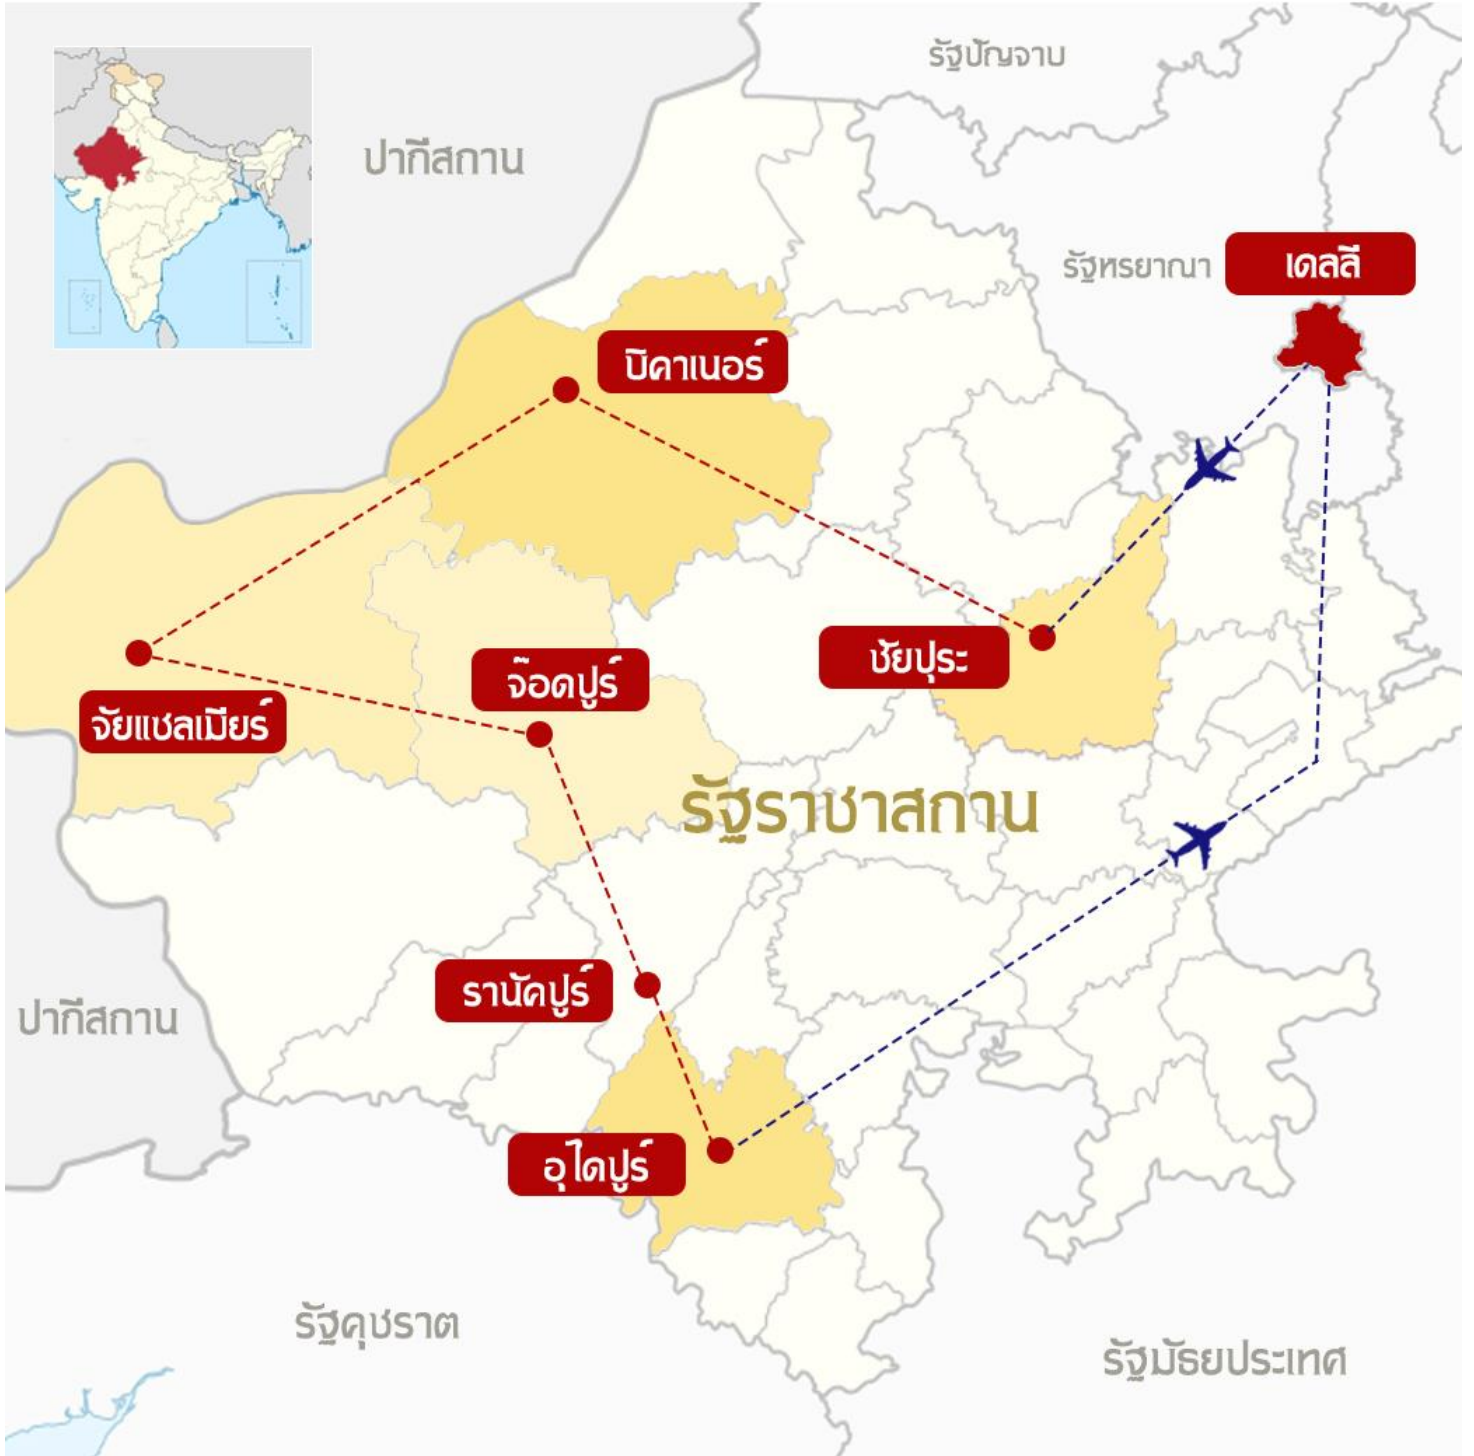 รัฐปัญจาบ
ปากีสถาน
รัฐหรยาณา
เดลลี
บิคาเนอร์
ชัยปุระ
จ๊อดปูร์
จัยแซลเมียร์
รัฐราชาสถาน
รานัคปูร์
ปากีสถาน
อุไดปูร์
รัฐคุชราต
รัฐมัธยประเทศ